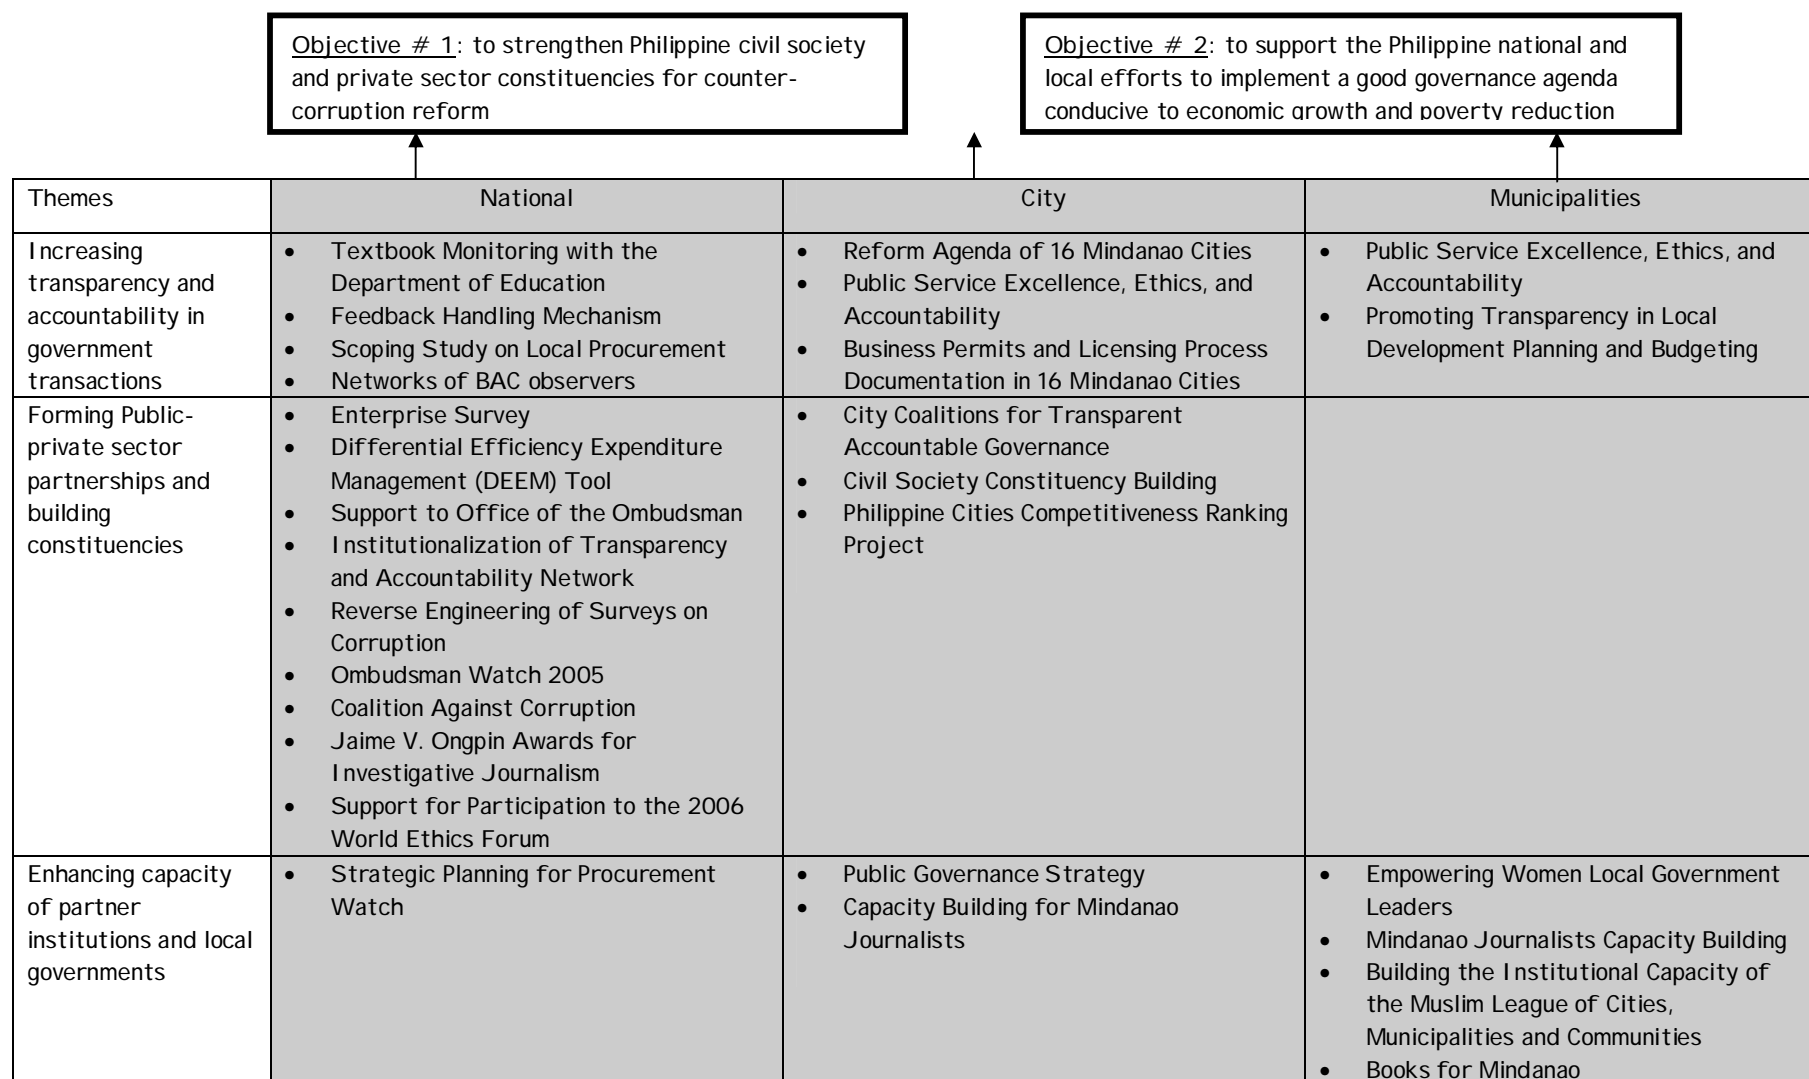 Objective # 1: to strengthen Philippine civil society
and private sector constituencies for counter-
corruption reform
Objective # 2: to support the Philippine national and
local efforts to implement a good governance agenda
conducive to economic growth and poverty reduction
Themes
National
City
Municipalities
Increasing
transparency and
accountability in
government
transactions
• Textbook Monitoring with the
Department of Education
• Feedback Handling Mechanism
• Scoping Study on Local Procurement
• Networks of BAC observers
• Reform Agenda of 16 Mindanao Cities
• Public Service Excellence, Ethics, and
Accountability
• Business Permits and Licensing Process
Documentation in 16 Mindanao Cities
• Public Service Excellence, Ethics, and
Accountability
• Promoting Transparency in Local
Development Planning and Budgeting
Forming Public-
private sector
partnerships and
building
constituencies
• Enterprise Survey
• Differential Efficiency Expenditure
Management (DEEM) Tool
• Support to Office of the Ombudsman
• Institutionalization of Transparency
and Accountability Network
• Reverse Engineering of Surveys on
Corruption
• Ombudsman Watch 2005
• Coalition Against Corruption
• Jaime V. Ongpin Awards for
Investigative Journalism
• Support for Participation to the 2006
World Ethics Forum
• City Coalitions for Transparent
Accountable Governance
• Civil Society Constituency Building
• Philippine Cities Competitiveness Ranking
Project
Enhancing capacity
of partner
institutions and local
governments
• Strategic Planning for Procurement
Watch
• Public Governance Strategy
• Capacity Building for Mindanao
Journalists
• Empowering Women Local Government
Leaders
• Mindanao Journalists Capacity Building
• Building the Institutional Capacity of
the Muslim League of Cities,
Municipalities and Communities
• Books for Mindanao